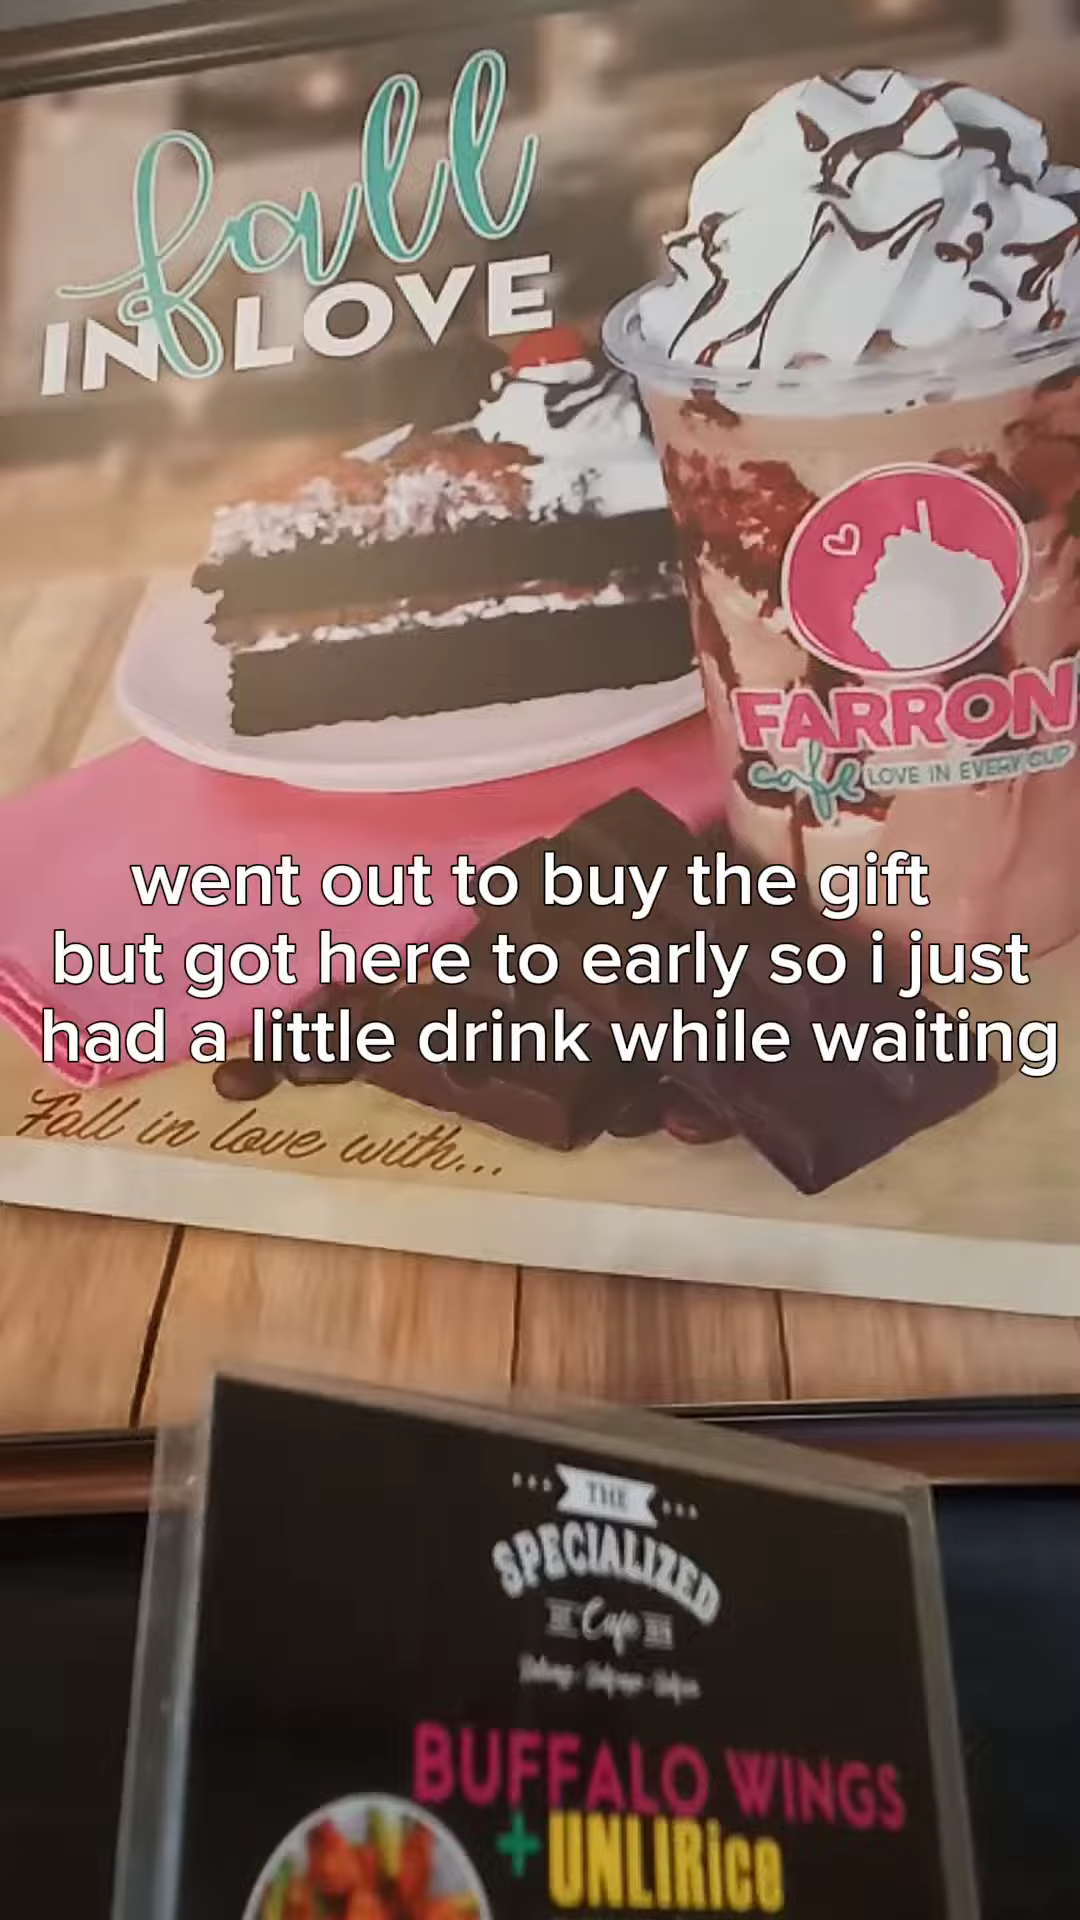 fall
IN LOVE
FARRON
cafe LOVE IN EVERY CUP
went out to buy the gift
but got here to early so i just
had a little drink while waiting
Fall in love with...
THE
SPECIALIZED
Cafe
BUFFALO WINGS
+ UNLIRice